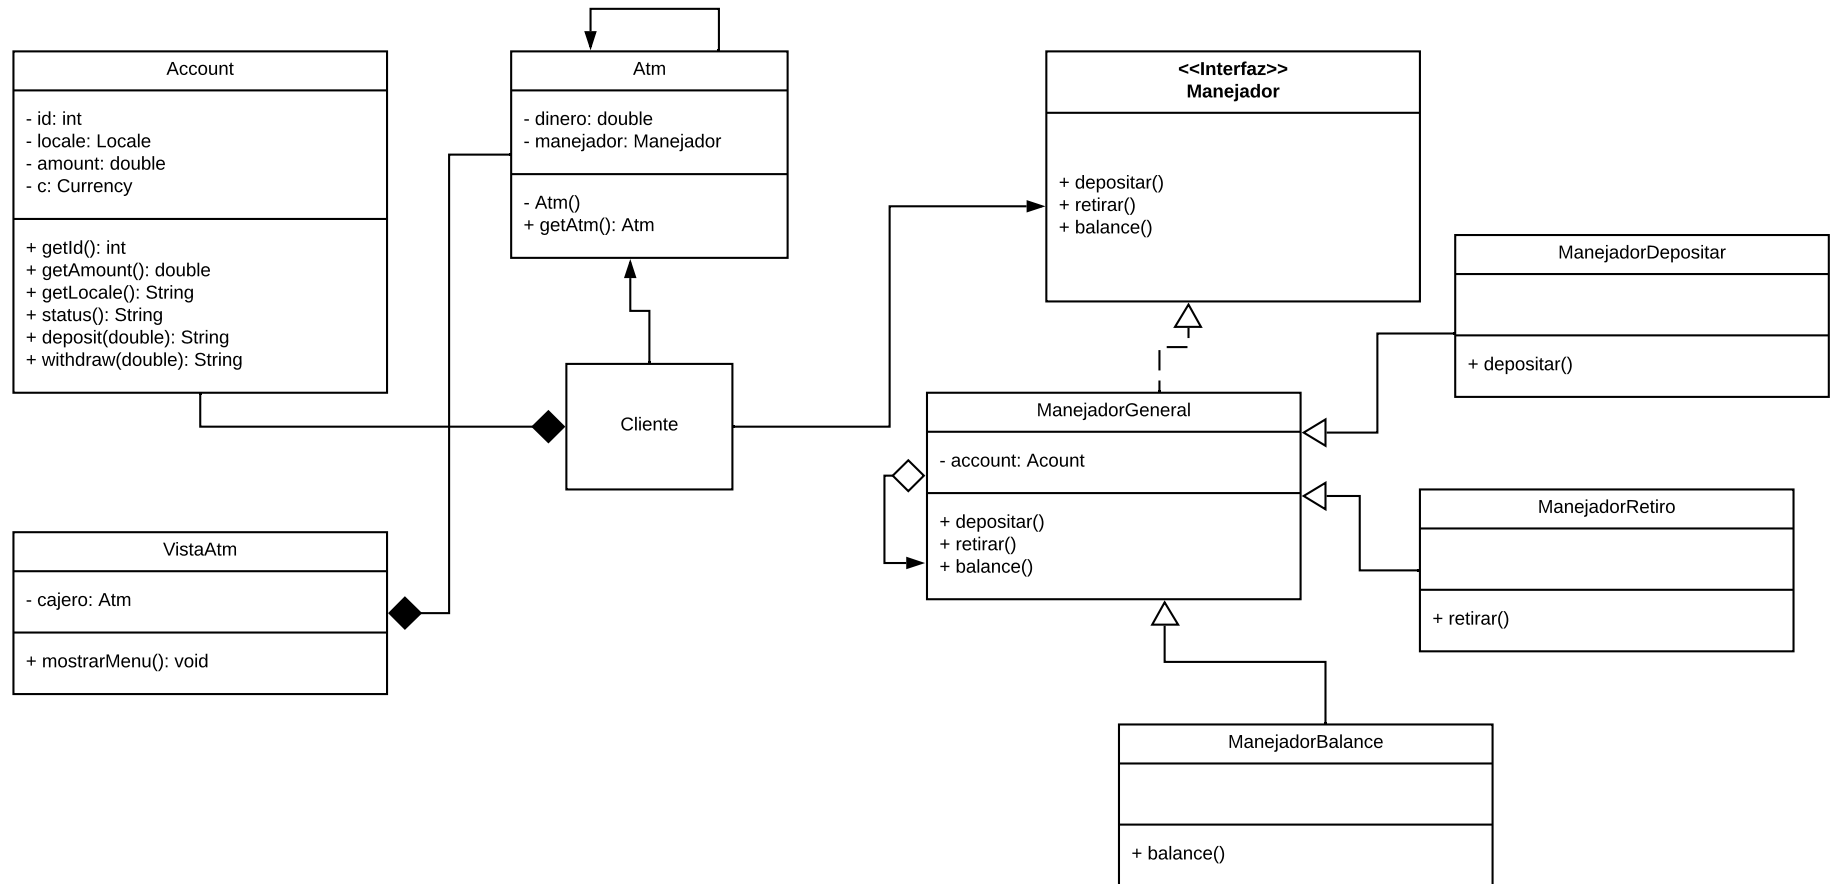 Account
- id: int
- locale: Locale
- amount: double
- c: Currency
+ getId(): int
+ getAmount(): double
+ getLocale(): String
+ status(): String
+ deposit(double): String
+ withdraw(double): String
Atm
- dinero: double
- manejador: Manejador
- Atm()
+ getAtm(): Atm
<<Interfaz>>
Manejador
+ depositar()
+ retirar()
+ balance()
ManejadorDepositar
+ depositar()
Cliente
ManejadorGeneral
- account: Acount
+ depositar()
+ retirar()
+ balance()
ManejadorRetiro
+ retirar()
VistaAtm
- cajero: Atm
+ mostrarMenu(): void
ManejadorBalance
+ balance()